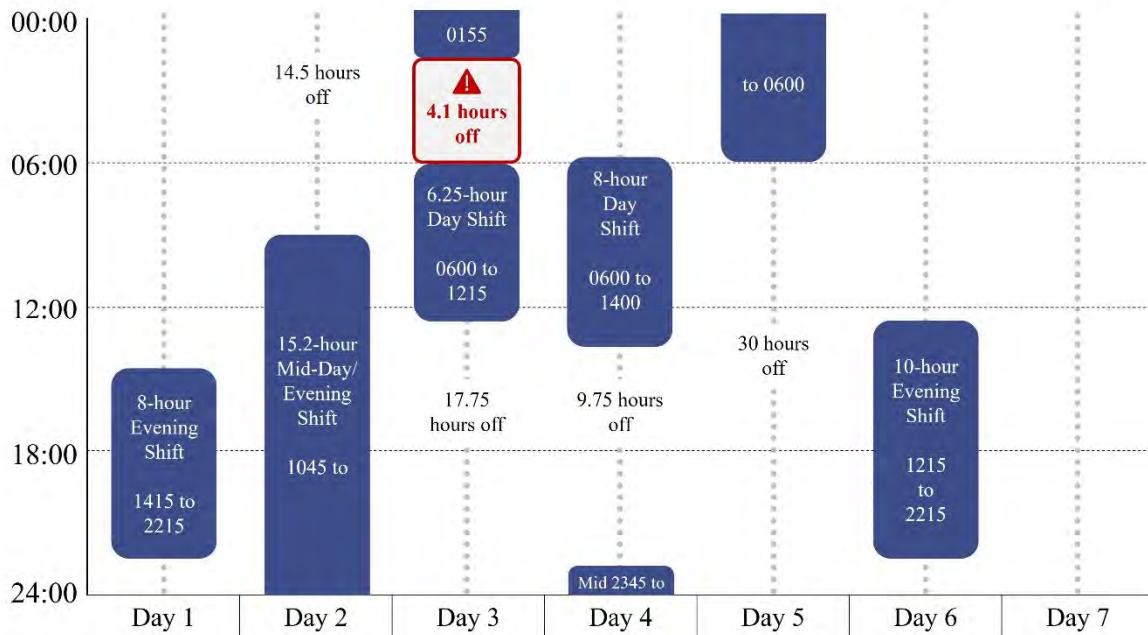 00:00
06:00
12:00
18:00
24:00
8-hour
Evening
Shift
1415 to
2215
14.5 hours
off
15.2-hour
Mid-Day/
Evening
Shift
1045 to
0155
4.1 hours
off
6.25-hour
Day Shift
0600 to
1215
17.75
hours off
8-hour
Day
Shift
0600 to
1400
9.75 hours
off
Mid 2345 to
to 0600
30 hours
off
10-hour
Evening
Shift
1215
to
2215
Day 1
Day 2
Day 3
Day 4
Day 5
Day 6
Day 7